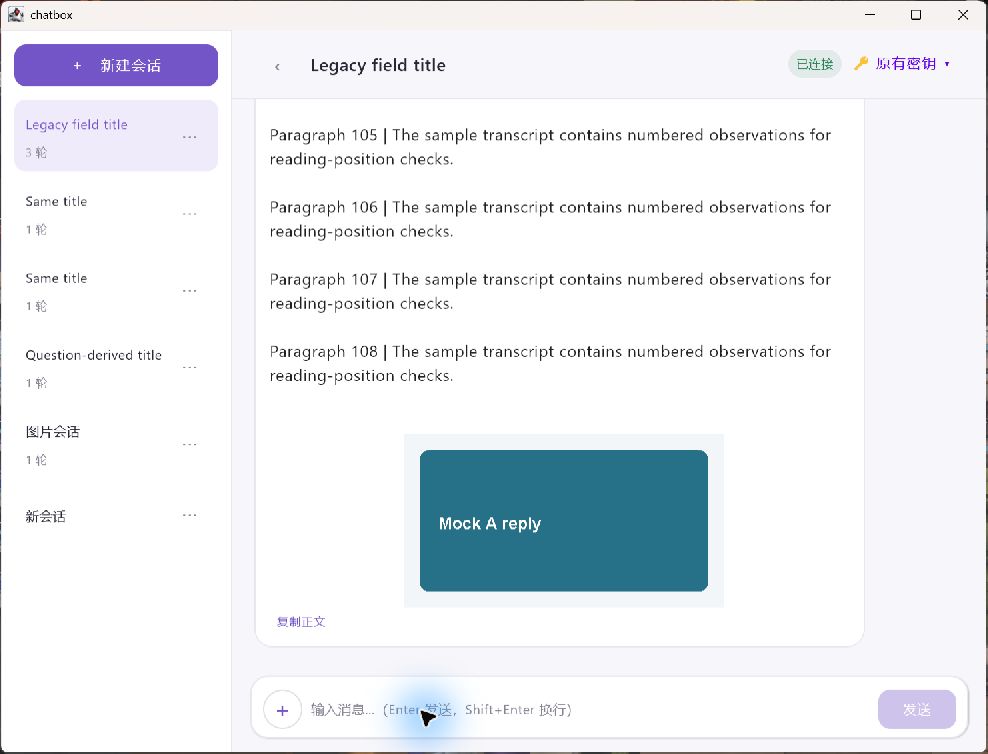 chatbox
+ 新建会话
Legacy field title
3 轮
...
Same title
1 轮
...
Same title
1 轮
...
Question-derived title
1 轮
...
图片会话
1 轮
...
新会话
...
‹ Legacy field title
已连接
原有密钥 ▾
Paragraph 105 | The sample transcript contains numbered observations for
reading-position checks.
Paragraph 106 | The sample transcript contains numbered observations for
reading-position checks.
Paragraph 107 | The sample transcript contains numbered observations for
reading-position checks.
Paragraph 108 | The sample transcript contains numbered observations for
reading-position checks.
Mock A reply
复制正文
+ 输入消息... (Enter 发送, Shift+Enter 换行)
发送